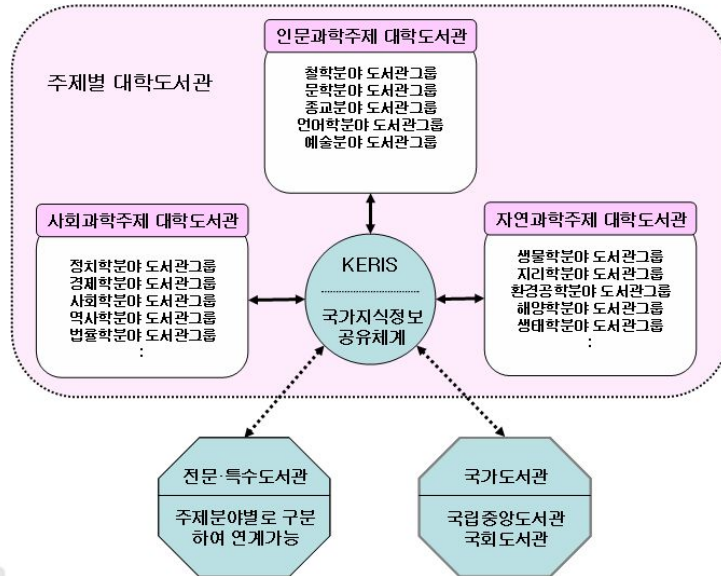 인문과학주제 대학도서관
철학분야 도서관그룹
문학분야 도서관그룹
종교분야 도서관그룹
언어학분야 도서관그룹
예술분야 도서관그룹
주제별 대학도서관
사회과학주제 대학도서관
정치학분야 도서관그룹
경제학분야 도서관그룹
사회학분야 도서관그룹
역사학분야 도서관그룹
법률학분야 도서관그룹
:
KERIS
국가지식정보
공유체계
자연과학주제 대학도서관
생물학분야 도서관그룹
지리학분야 도서관그룹
환경공학분야 도서관그룹
해양학분야 도서관그룹
생태학분야 도서관그룹
:
전문·특수도서관
주제분야별로 구분
하여 연계가능
국가도서관
국립중앙도서관
국회도서관